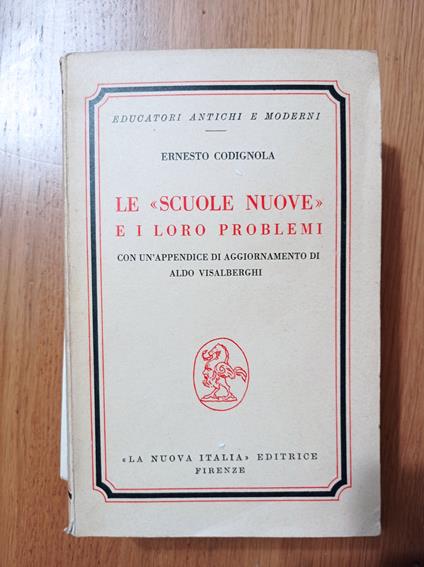 EDUCATORI ANTICHI E MODERNI
ERNESTO CODIGNOLA
LE «SCUOLE NUOVE»
E I LORO PROBLEMI
CON UN'APPENDICE DI AGGIORNAMENTO DI
ALDO VISALBERGHI
«LA NUOVA ITALIA» EDITRICE
FIRENZE